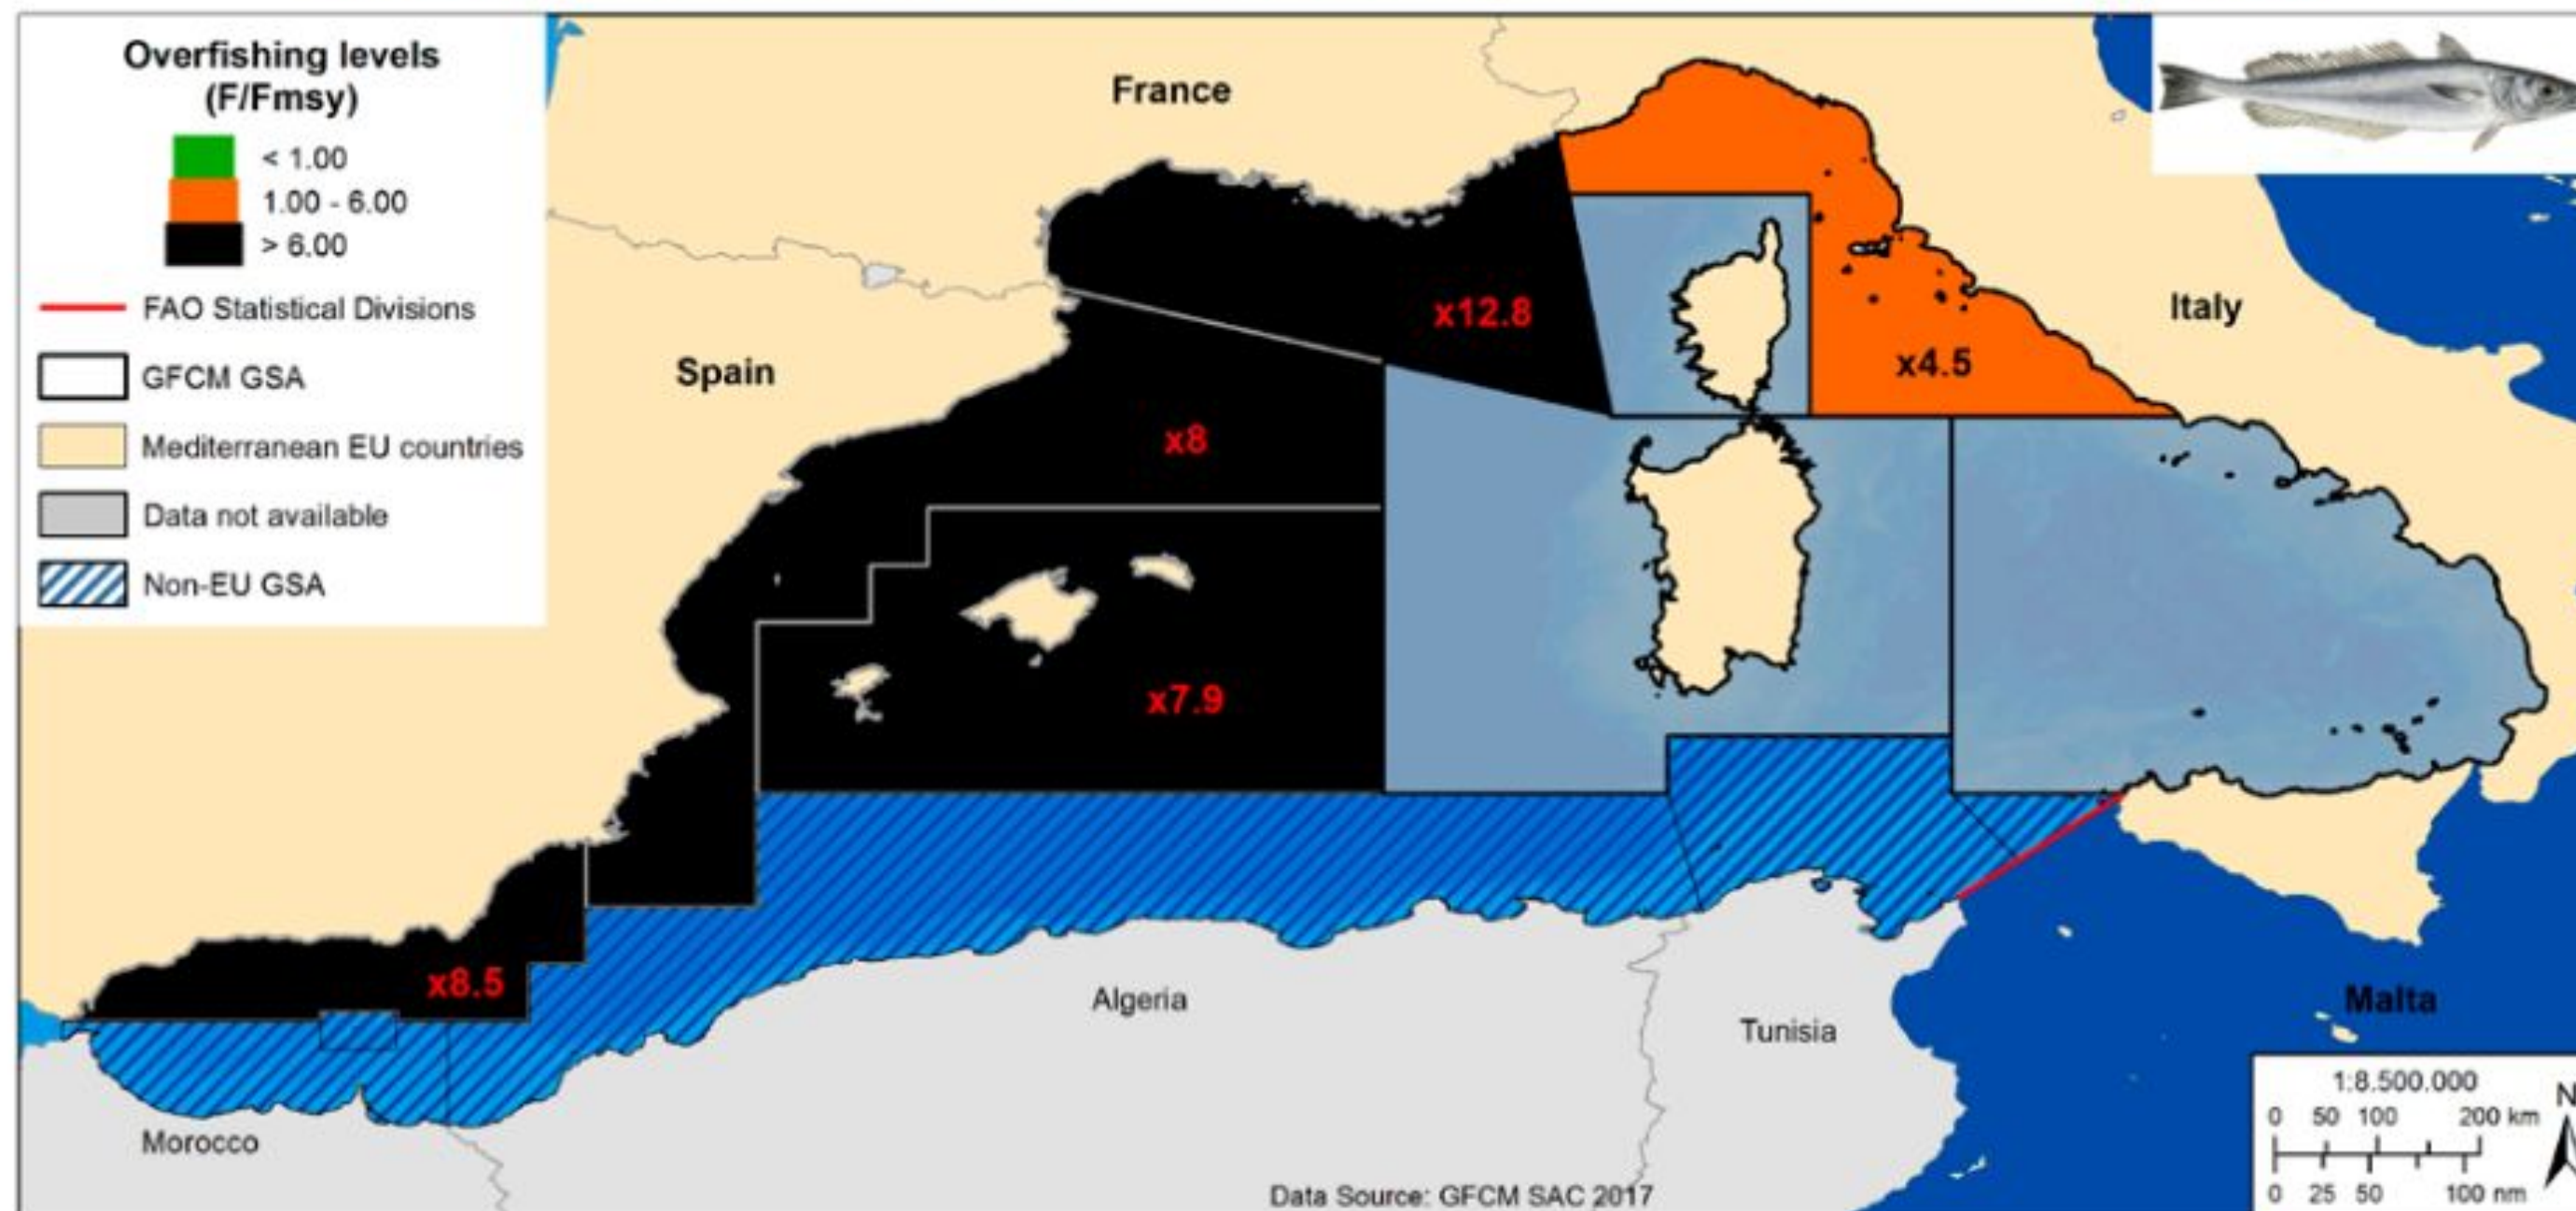 Overfishing levels
(F/Fmsy)
< 1.00
1.00 - 6.00
> 6.00
FAO Statistical Divisions
GFCM GSA
Mediterranean EU countries
Data not available
Non-EU GSA
France
Spain
Italy
x12.8
x4.5
x8
x7.9
x8.5
Algeria
Tunisia
Malta
Morocco
Data Source: GFCM SAC 2017
1:8.500.000
N
0 50 100 200 km
0 25 50 100 nm